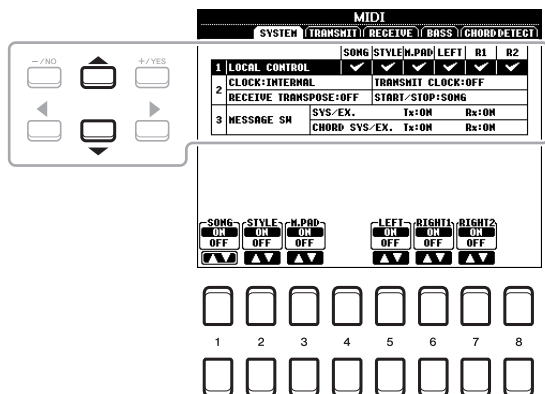 MIDI
SYSTEM TRANSMIT RECEIVE BASS CHORD DETECT
-/NO +/YES
SONG STYLE M.PAD LEFT R1 R2
1 LOCAL CONTROL
2 CLOCK:INTERNAL TRANSMIT CLOCK:OFF
RECEIVE TRANSPOSE:OFF START/STOP:SONG
3 MESSAGE SW SYS/EX. Tx:ON Rx:ON
CHORD SYS/EX. Tx:ON Rx:ON
SONG STYLE M.PAD LEFT RIGHT1 RIGHT2
ON ON ON ON ON ON
OFF OFF OFF OFF OFF OFF
1 2 3 4 5 6 7 8